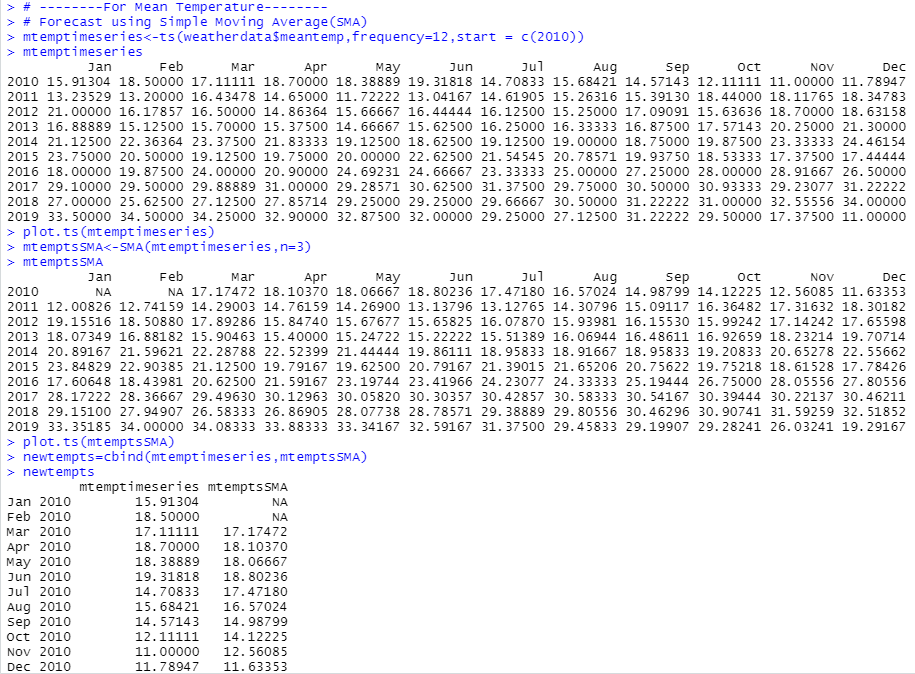 > # --------For Mean Temperature--------
> # Forecast using Simple Moving Average(SMA)
> mtemptimeseries<-ts(weatherdata$meantemp,frequency=12,start = c(2010))
> mtemptimeseries
Jan Feb Mar Apr May Jun Jul Aug Sep Oct Nov Dec
2010 15.91304 18.50000 17.11111 18.70000 18.38889 19.31818 14.70833 15.68421 14.57143 12.11111 11.00000 11.78947
2011 13.23529 13.20000 16.43478 14.65000 11.72222 13.04167 14.61905 15.26316 15.39130 18.44000 18.11765 18.34783
2012 21.00000 16.17857 16.50000 14.86364 15.66667 16.44444 16.12500 15.25000 17.09091 15.63636 18.70000 18.63158
2013 16.88889 15.12500 15.70000 15.37500 14.66667 15.62500 16.25000 16.33333 16.87500 17.57143 20.25000 21.30000
2014 21.12500 22.36364 23.37500 21.83333 19.12500 18.62500 19.12500 19.00000 18.75000 19.87500 23.33333 24.46154
2015 23.75000 20.50000 19.12500 19.75000 20.00000 22.62500 21.54545 20.78571 19.93750 18.53333 17.37500 17.44444
2016 18.00000 19.87500 24.00000 20.90000 24.69231 24.66667 23.33333 25.00000 27.25000 28.00000 28.91667 26.50000
2017 29.10000 29.50000 29.88889 31.00000 29.28571 30.62500 31.37500 29.75000 30.50000 30.93333 29.23077 31.22222
2018 27.00000 25.62500 27.12500 27.85714 29.25000 29.25000 29.66667 30.50000 31.22222 31.00000 32.55556 34.00000
2019 33.50000 34.50000 34.25000 32.90000 32.87500 32.00000 29.25000 27.12500 31.22222 29.50000 17.37500 11.00000
> plot.ts(mtemptimeseries)
> mtemptsSMA<-SMA(mtemptimeseries,n=3)
> mtemptsSMA
Jan Feb Mar Apr May Jun Jul Aug Sep Oct Nov Dec
2010 NA NA 17.17472 18.10370 18.06667 18.80236 17.47180 16.57024 14.98799 14.12225 12.56085 11.63353
2011 12.00826 12.74159 14.29003 14.76159 14.26900 13.13796 13.12765 14.30796 15.09117 16.36482 17.31632 18.30182
2012 19.15516 18.50880 17.89286 15.84740 15.67677 15.65825 16.07870 15.93981 16.15530 15.99242 17.14242 17.65598
2013 18.07349 16.88182 15.90463 15.40000 15.24722 15.22222 15.51389 16.06944 16.48611 16.92659 18.23214 19.70714
2014 20.89167 21.59621 22.28788 22.52399 21.44444 19.86111 18.95833 18.91667 18.95833 19.20833 20.65278 22.55662
2015 23.84829 22.90385 21.12500 19.79167 19.62500 20.79167 21.39015 21.65206 20.75622 19.75218 18.61528 17.78426
2016 17.60648 18.43981 20.62500 21.59167 23.19744 23.41966 24.23077 24.33333 25.19444 26.75000 28.05556 27.80556
2017 28.17222 28.36667 29.49630 30.12963 30.05820 30.30357 30.42857 30.58333 30.54167 30.39444 30.22137 30.46211
2018 29.15100 27.94907 26.58333 26.86905 28.07738 28.78571 29.38889 29.80556 30.46296 30.90741 31.59259 32.51852
2019 33.35185 34.00000 34.08333 33.88333 33.34167 32.59167 31.37500 29.45833 29.19907 29.28241 26.03241 19.29167
> plot.ts(mtemptsSMA)
> newtempts=cbind(mtemptimeseries,mtemptsSMA)
> newtempts
mtemptimeseries mtemptsSMA
Jan 2010 15.91304 NA
Feb 2010 18.50000 NA
Mar 2010 17.11111 17.17472
Apr 2010 18.70000 18.10370
May 2010 18.38889 18.06667
Jun 2010 19.31818 18.80236
Jul 2010 14.70833 17.47180
Aug 2010 15.68421 16.57024
Sep 2010 14.57143 14.98799
Oct 2010 12.11111 14.12225
Nov 2010 11.00000 12.56085
Dec 2010 11.78947 11.63353